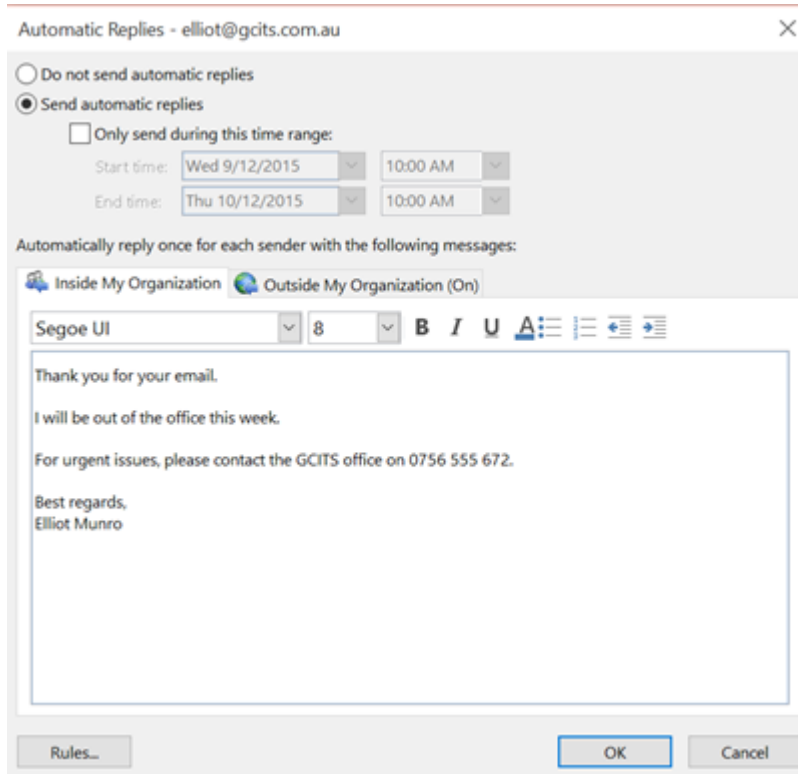 Automatic Replies - elliot@gcits.com.au
Do not send automatic replies
Send automatic replies
Only send during this time range:
Start time: Wed 9/12/2015 10:00 AM
End time: Thu 10/12/2015 10:00 AM
Automatically reply once for each sender with the following messages:
Inside My Organization Outside My Organization (On)
Segoe UI 8 B I U A
Thank you for your email.
I will be out of the office this week.
For urgent issues, please contact the GCITS office on 0756 555 672.
Best regards,
Elliot Munro
Rules... OK Cancel